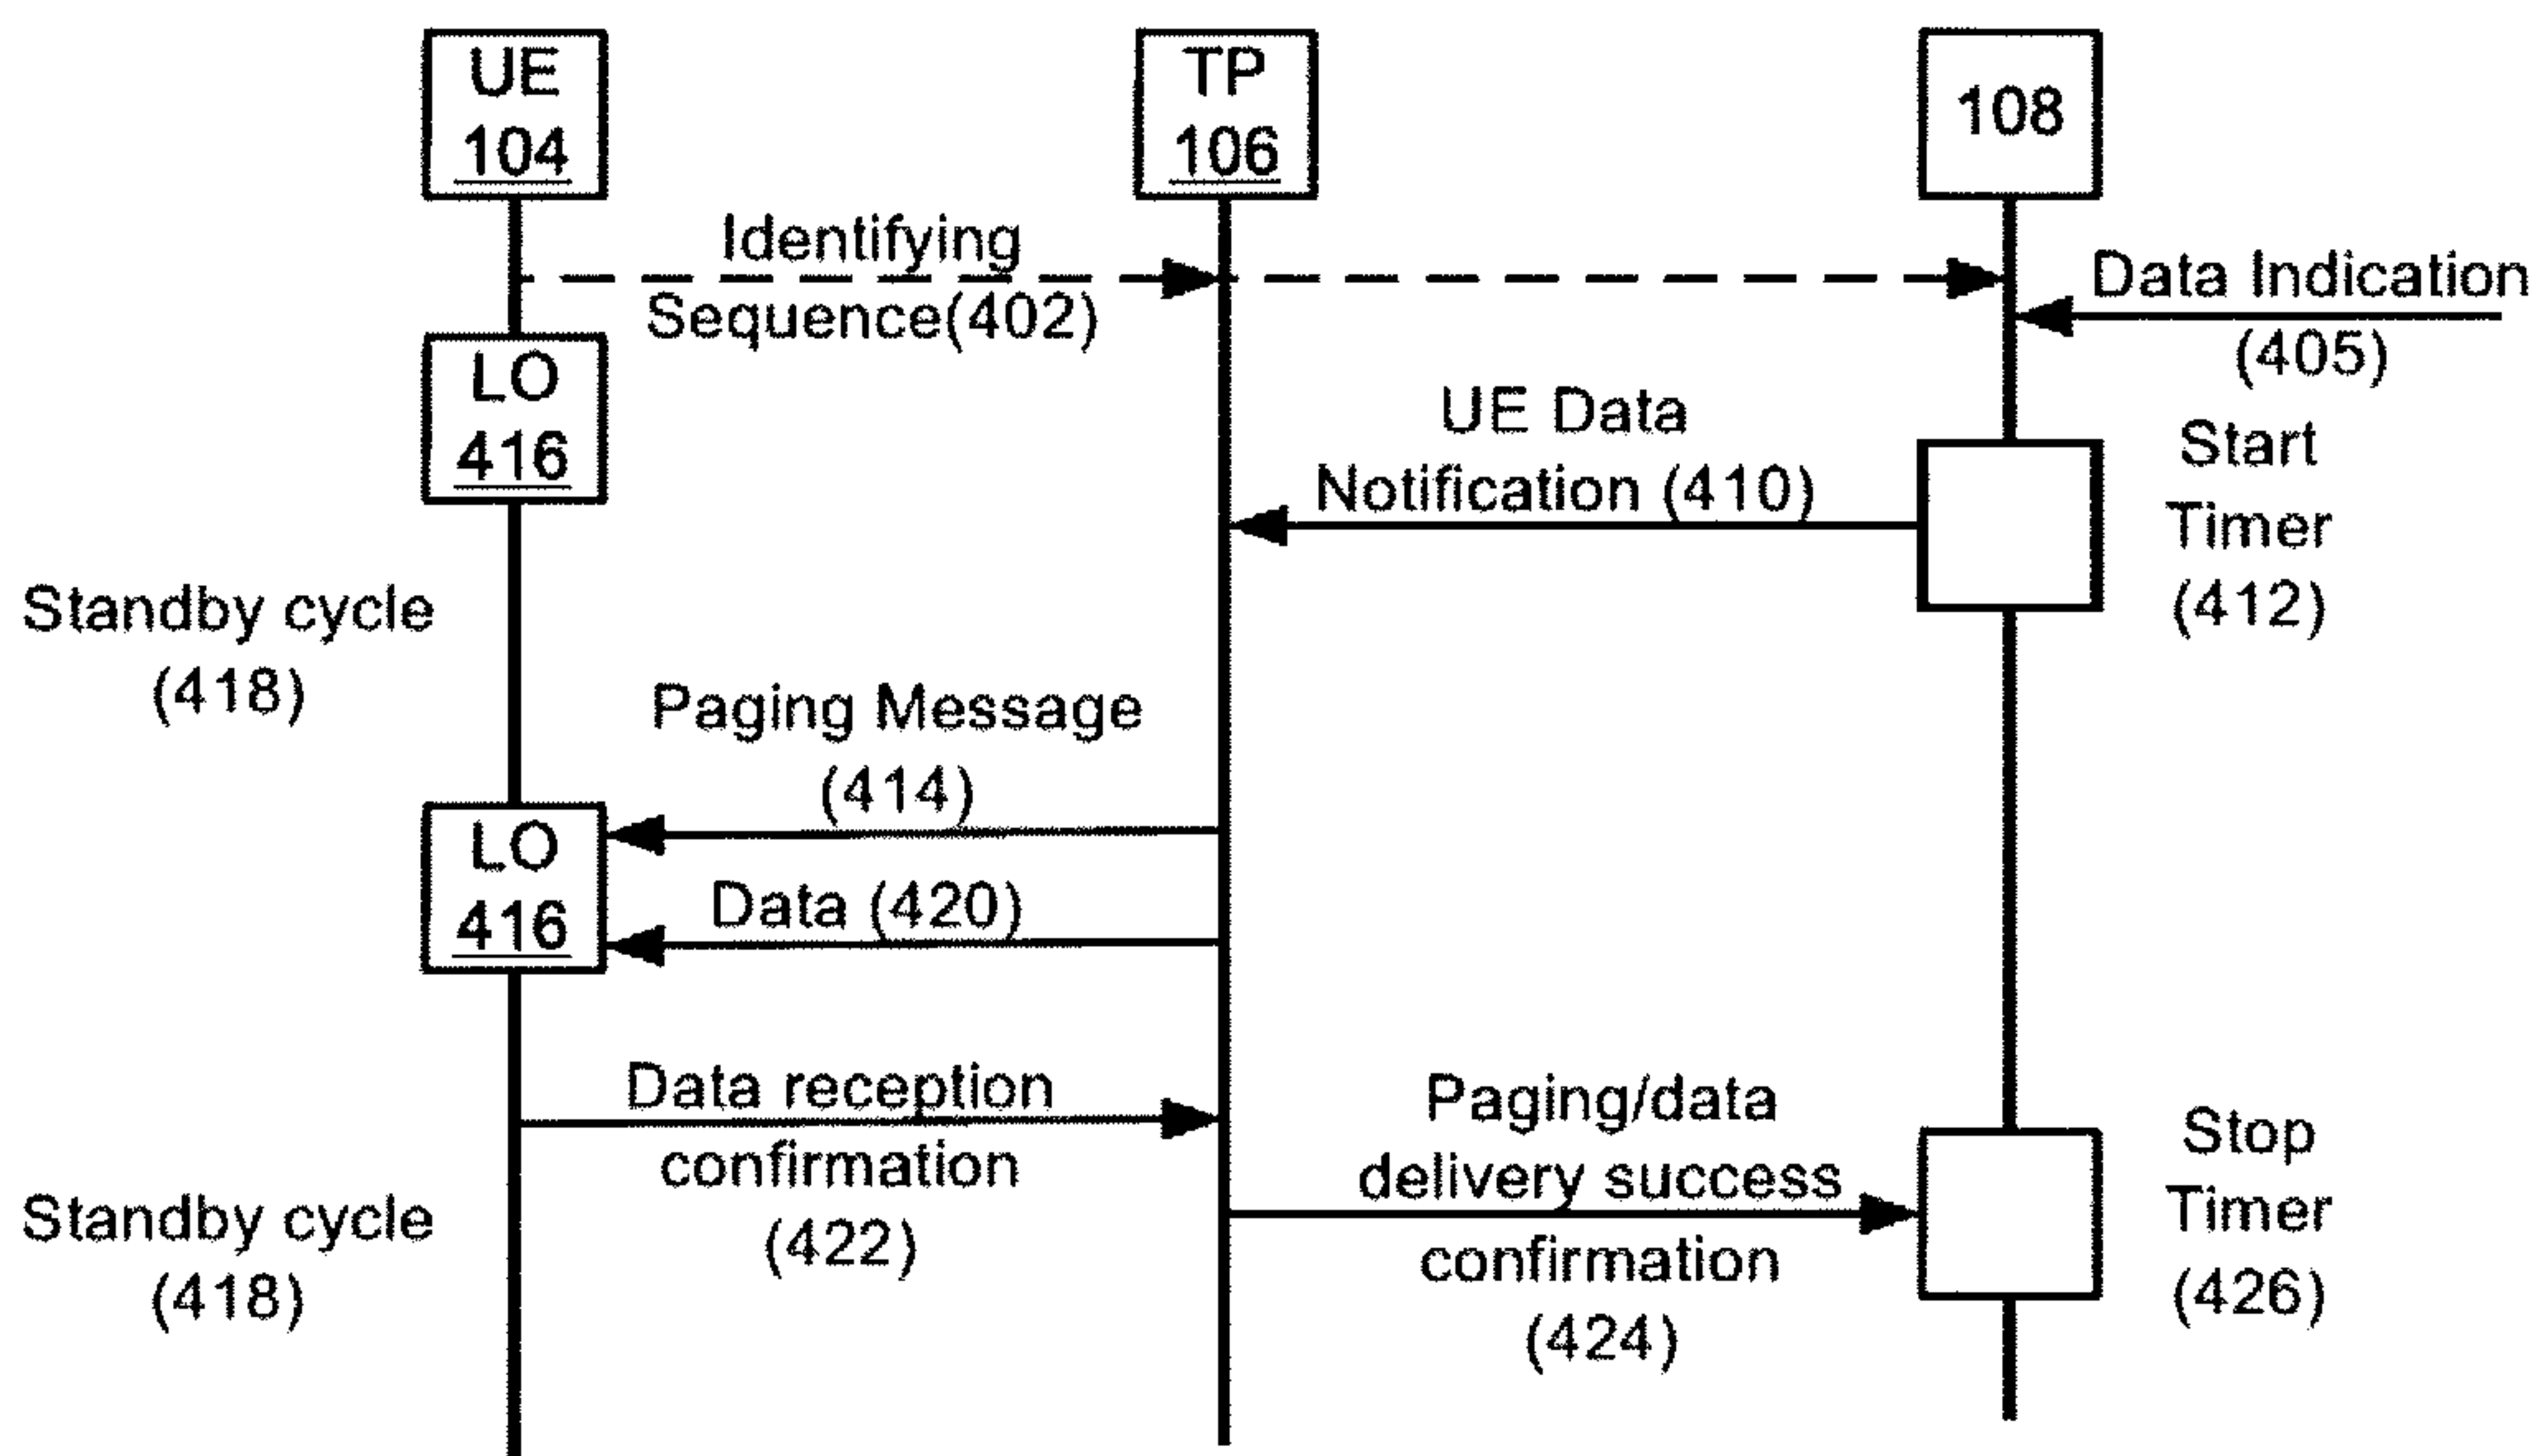 UE
104
TP
106
108
Identifying
Sequence(402)
Data Indication
(405)
LO
416
UE Data
Notification (410)
Start
Timer
(412)
Standby cycle
(418)
Paging Message
(414)
LO
416
Data (420)
Data reception
confirmation
(422)
Paging/data
delivery success
confirmation
(424)
Stop
Timer
(426)
Standby cycle
(418)